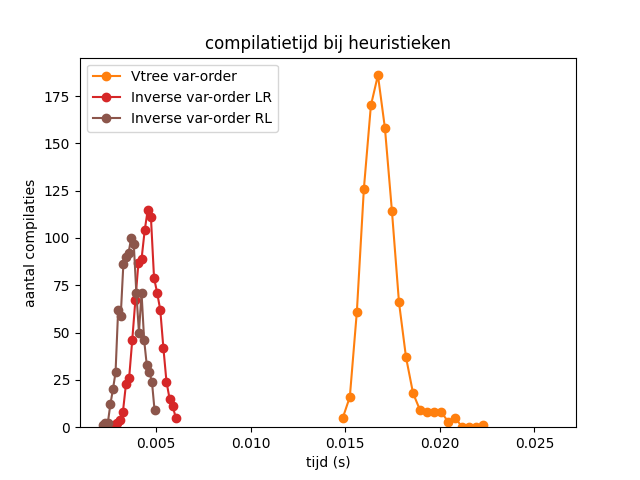 compilatietijd bij heuristieken
Vtree var-order
Inverse var-order LR
Inverse var-order RL
aantal compilaties
175
150
125
100
75
50
25
0
0.005
0.010
0.015
0.020
0.025
tijd (s)